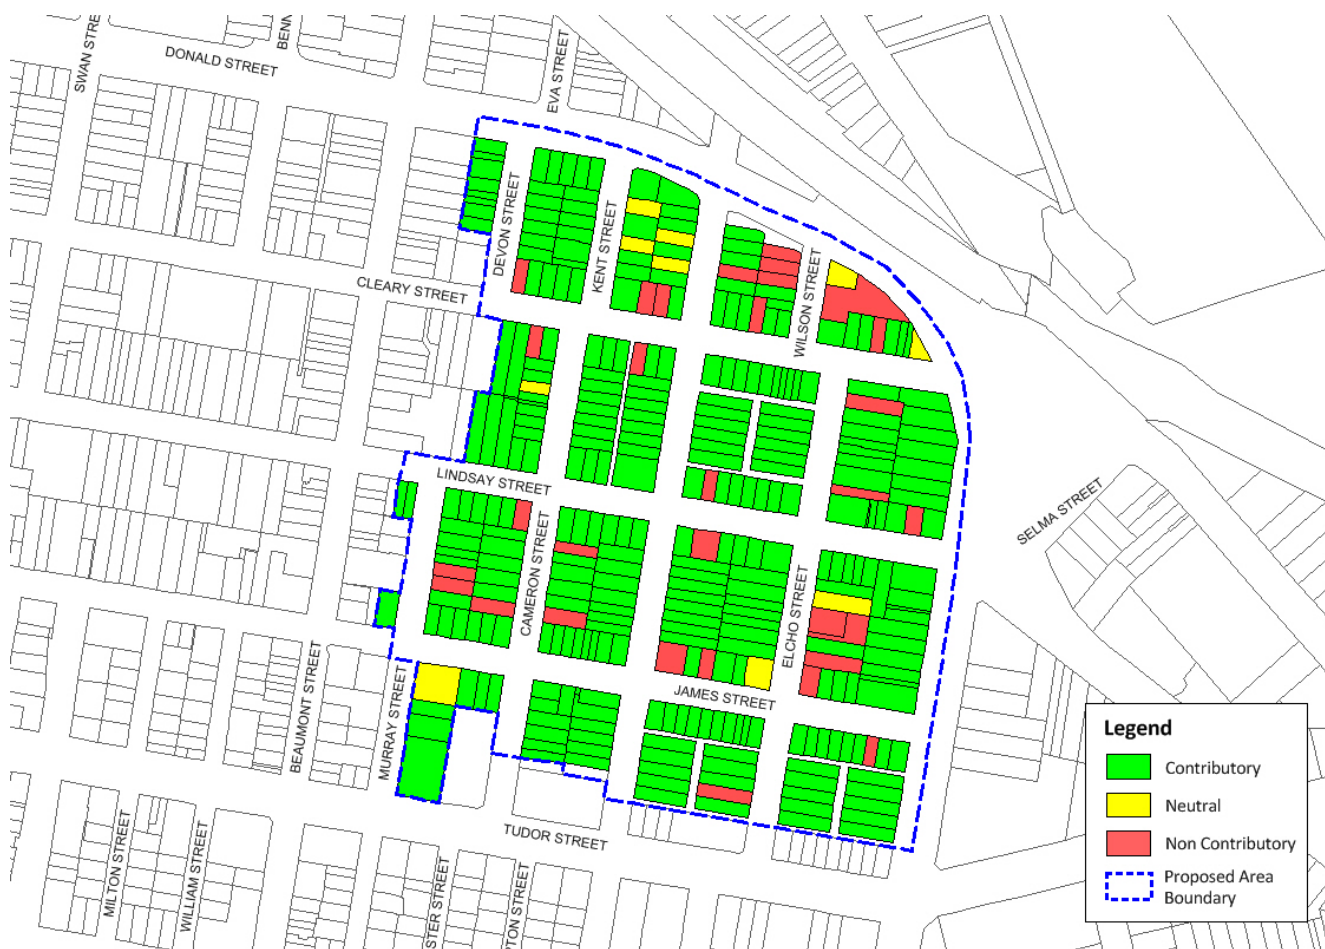 SWAN STRE
BENN
DONALD STREET
EVA STREET
DEVON STREET
KENT STREET
WILSON STREET
CLEARY STREET
LINDSAY STREET
CAMERON STREET
ELCHO STREET
SELMA STREET
JAMES STREET
BEAUMONT STREET
MURRAY STREET
TUDOR STREET
MILTON STREET
WILLIAM STREET
STER STREET
TON STREET
Legend
Contributory
Neutral
Non Contributory
Proposed Area
Boundary